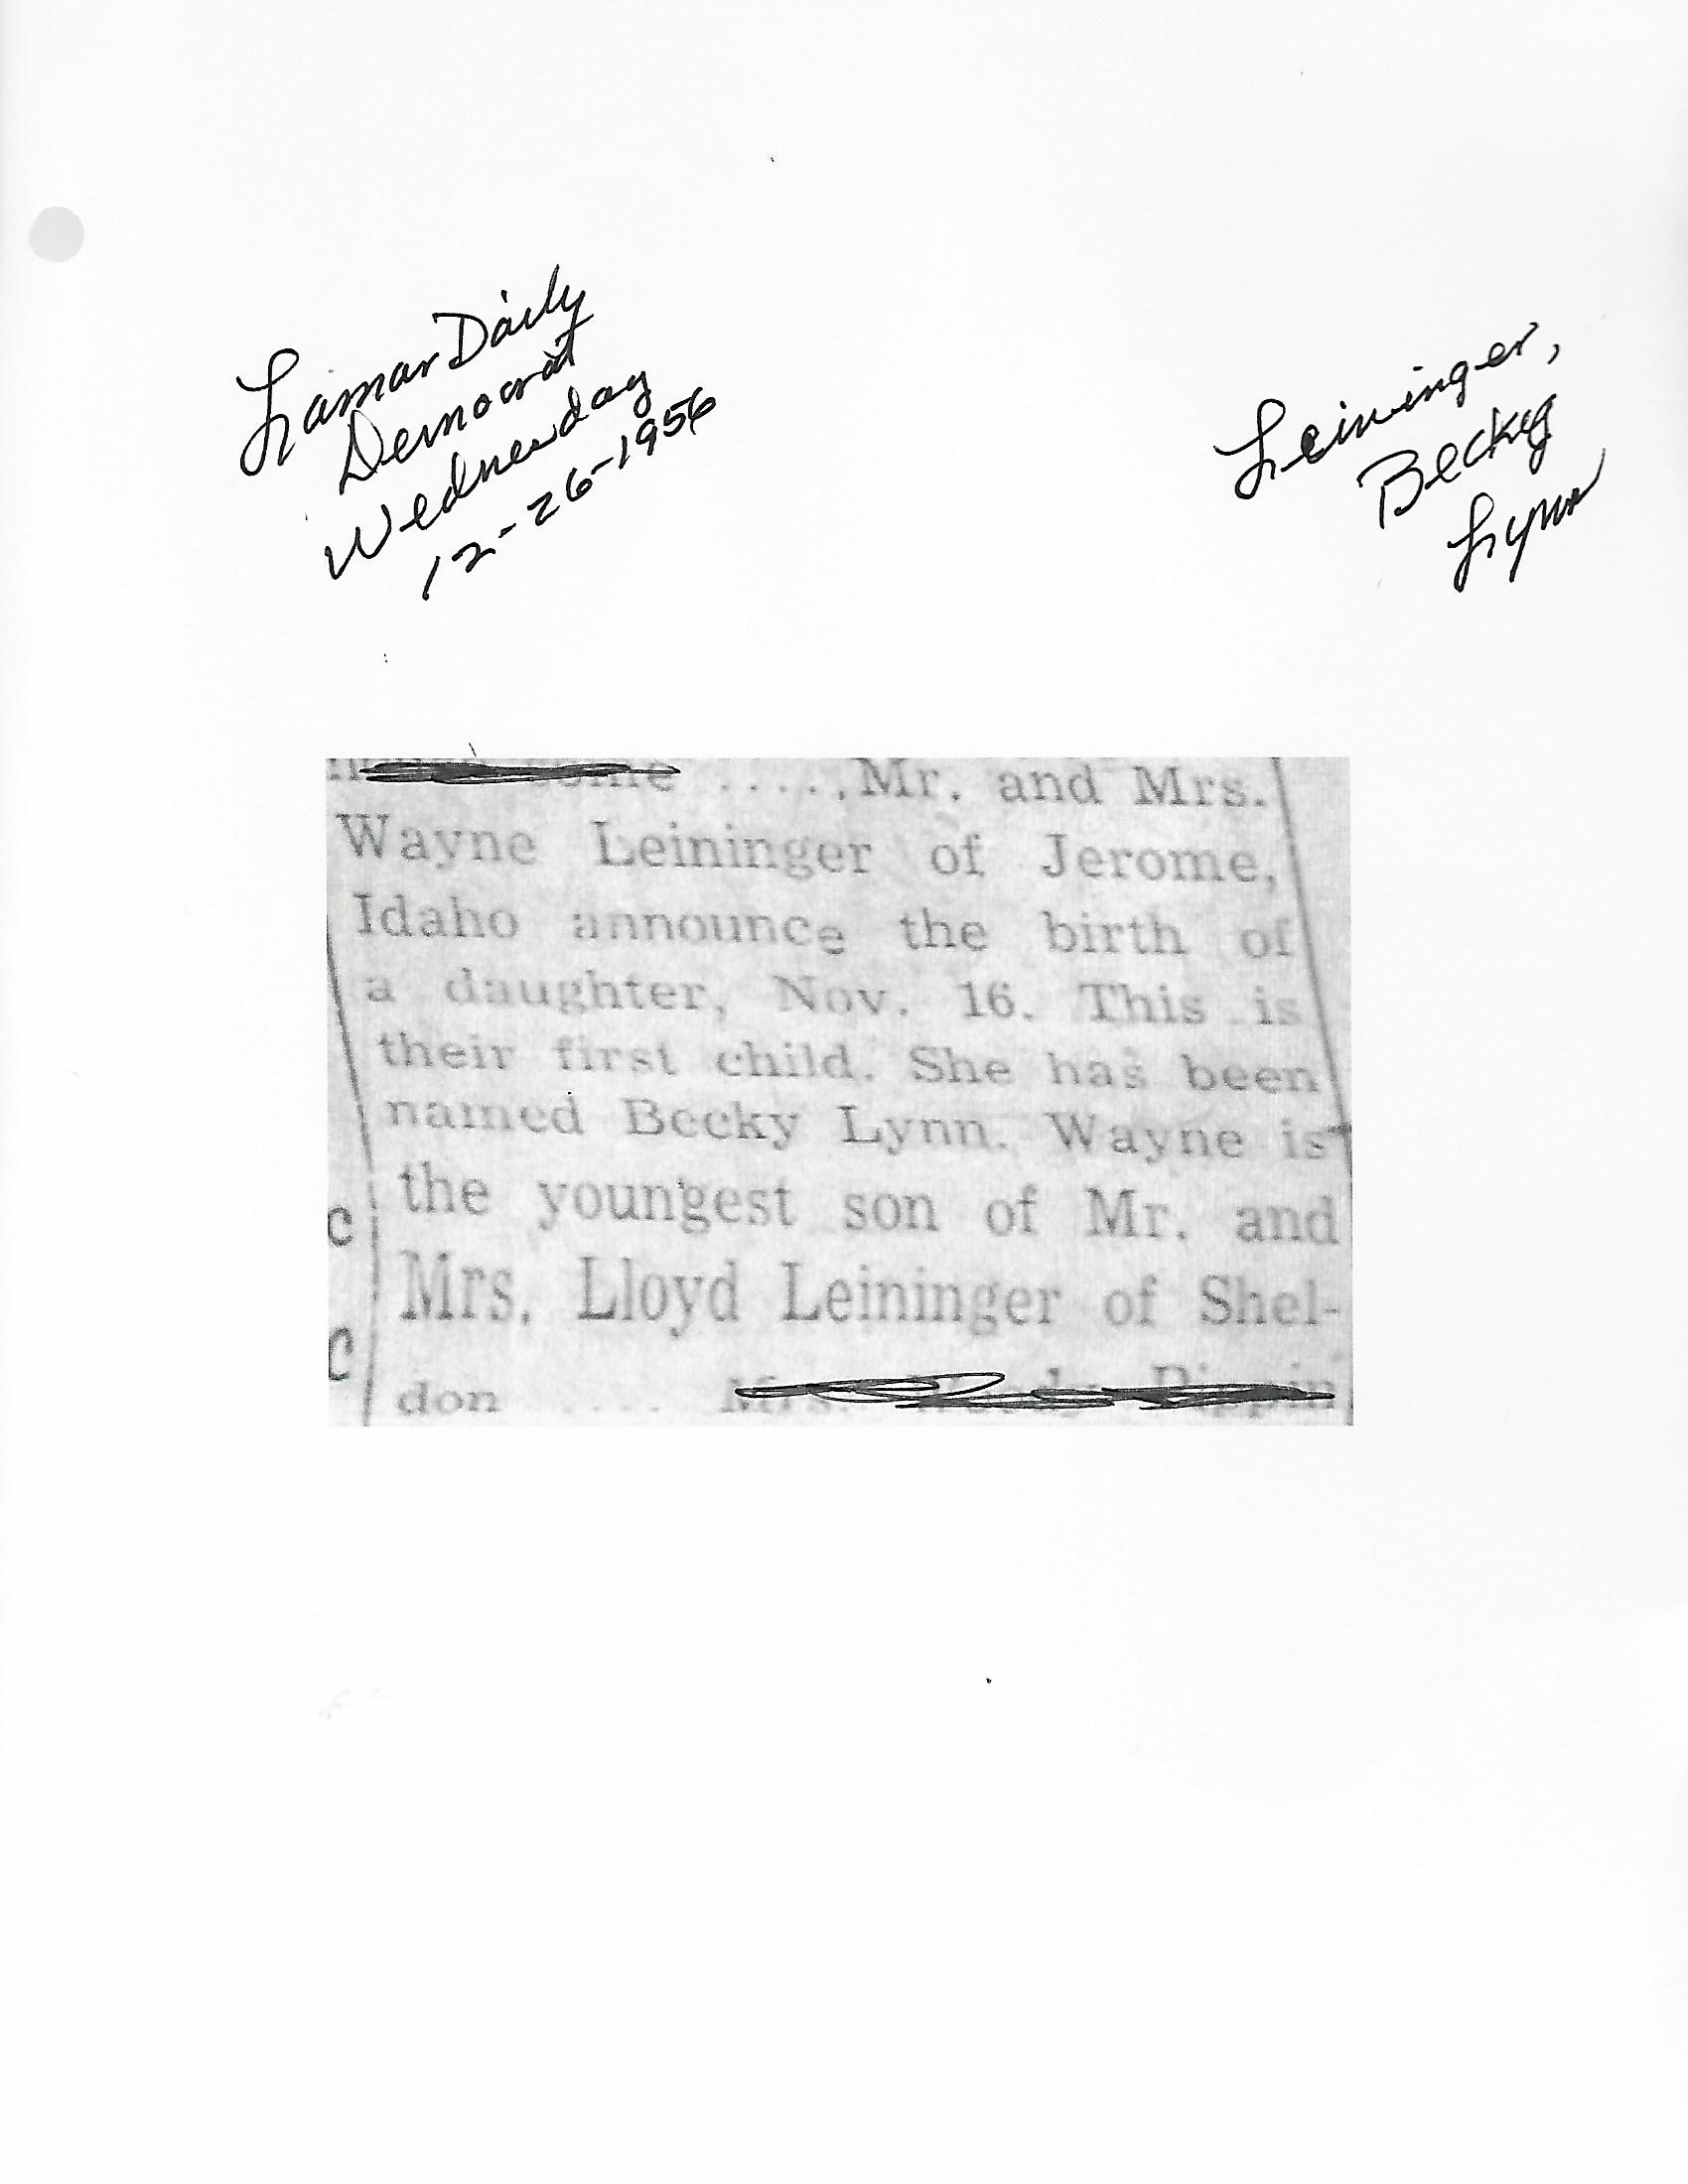 Lamar Daily
Democrat
Wednesday
12-26-1956
Leininger,
Becky
Lynn
.....,Mr. and Mrs.
Wayne Leininger of Jerome,
Idaho announce the birth of
a daughter, Nov. 16. This is
their first child. She has been
named Becky Lynn. Wayne is
the youngest son of Mr. and
c
Mrs. Lloyd Leininger of Shel-
c
don .... Mrs.